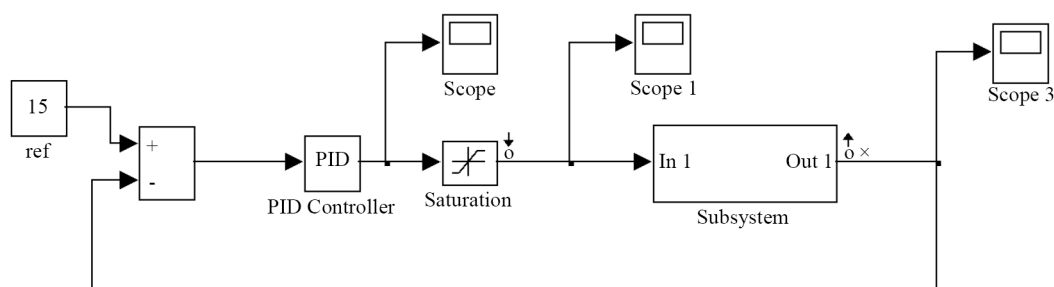 Scope
Scope 1
Scope 3
15
ref
+
-
PID
PID Controller
Saturation
In 1 Out 1
Subsystem